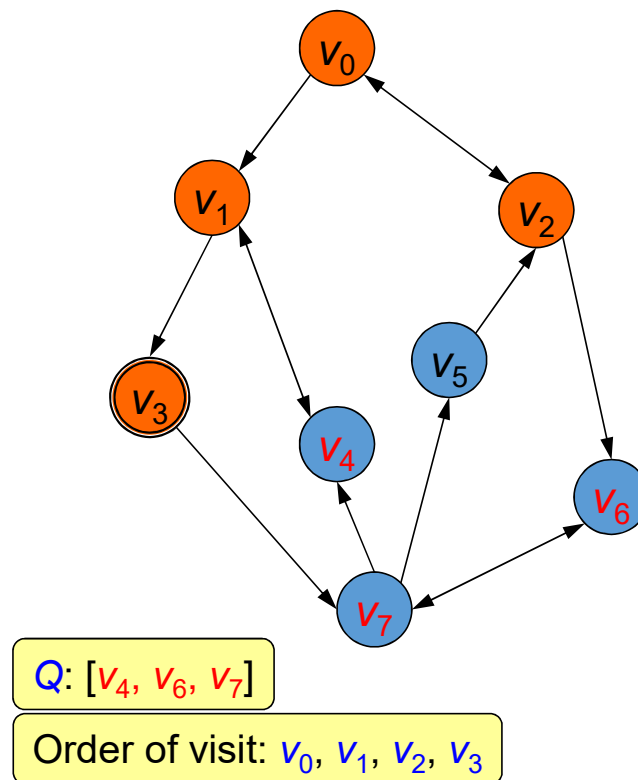 v₀
v₁
v₂
v₅
v₃
v₄
v₆
v₇
Q: [v₄, v₆, v₇]
Order of visit: v₀, v₁, v₂, v₃